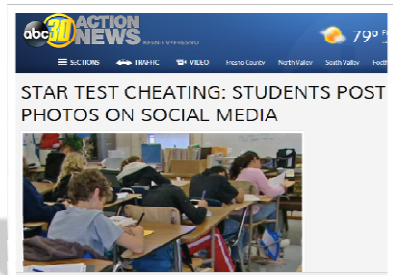 abc 30 ACTION
NEWS
79°
SECTIONS TRAFFIC VIDEO Fresno County North Valley South Valley
STAR TEST CHEATING: STUDENTS POST
PHOTOS ON SOCIAL MEDIA